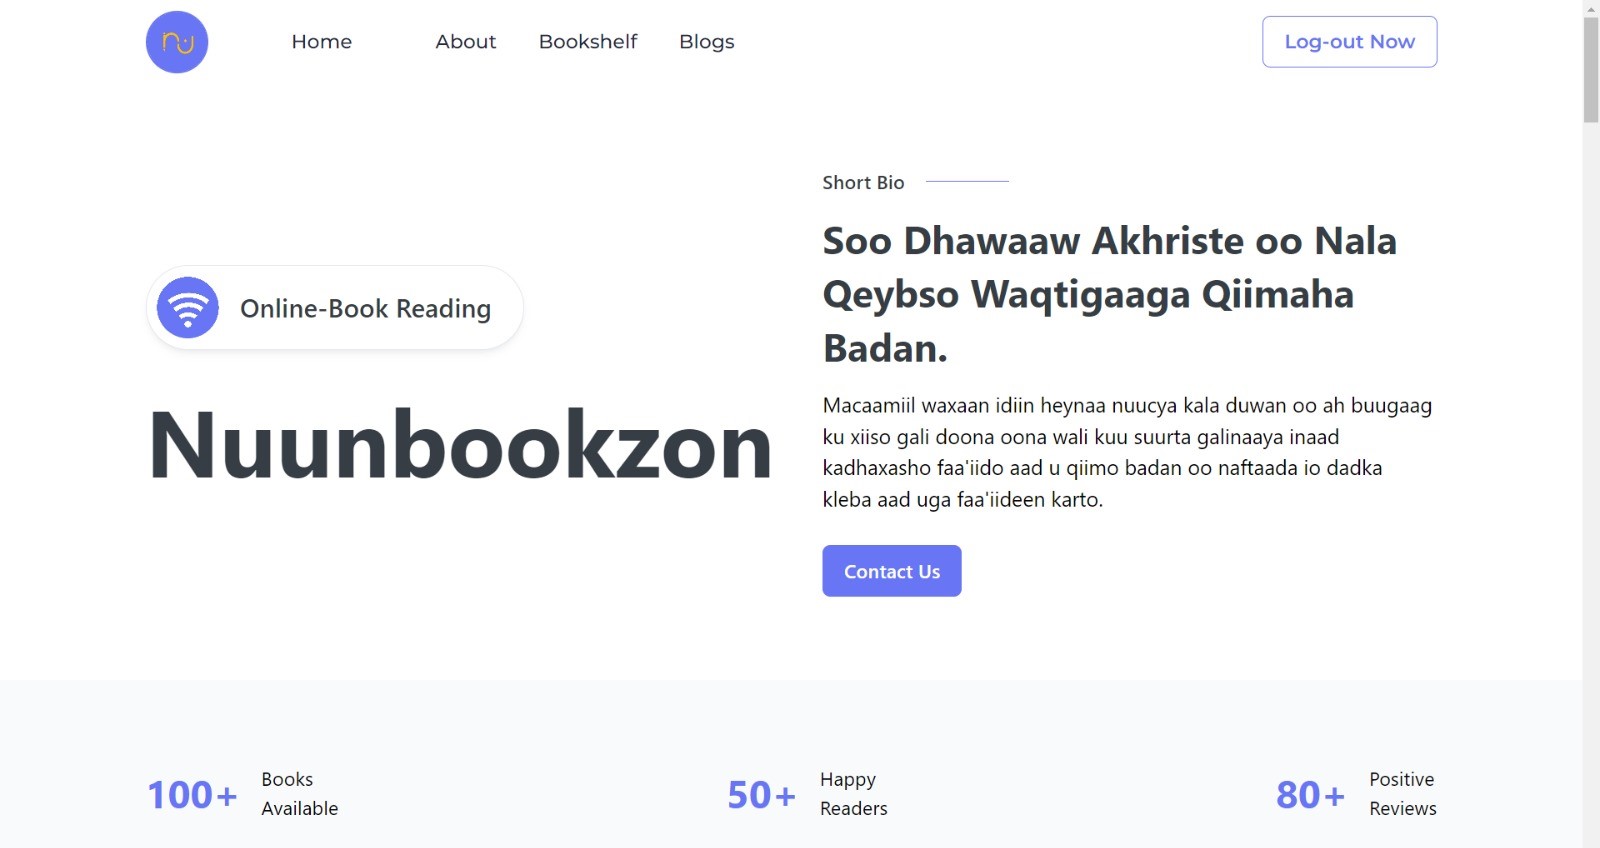 nu
Home
About
Bookshelf
Blogs
Log-out Now
Online-Book Reading
Nuunbookzon
Short Bio
Soo Dhawaaw Akhriste oo Nala
Qeybso Waqtigaaga Qiimaha
Badan.
Macaamiil waxaan idiin heynaa nuucya kala duwan oo ah buugaag
ku xiiso gali doona oona wali kuu suurta galinaaya inaad
kadhaxasho faa'iido aad u qiimo badan oo naftaada io dadka
kleba aad uga faa'iideen karto.
Contact Us
100+
Books
Available
50+
Happy
Readers
80+
Positive
Reviews